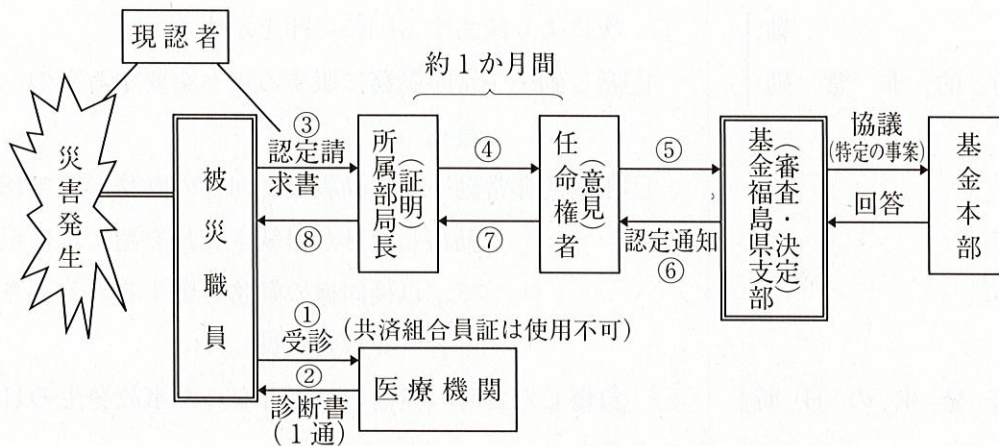 現認者
約1か月間
災害発生
被災職員
③
認定請
求書
⑧
所属部局長
(証明)
④
⑦
任命権者
(意見)
⑤
認定通知
⑥
基金福島県支部
(審査・決定)
協議
(特定の事案)
回答
基金本部
①
受診
(共済組合員証は使用不可)
②
診断書
(1通)
医療機関